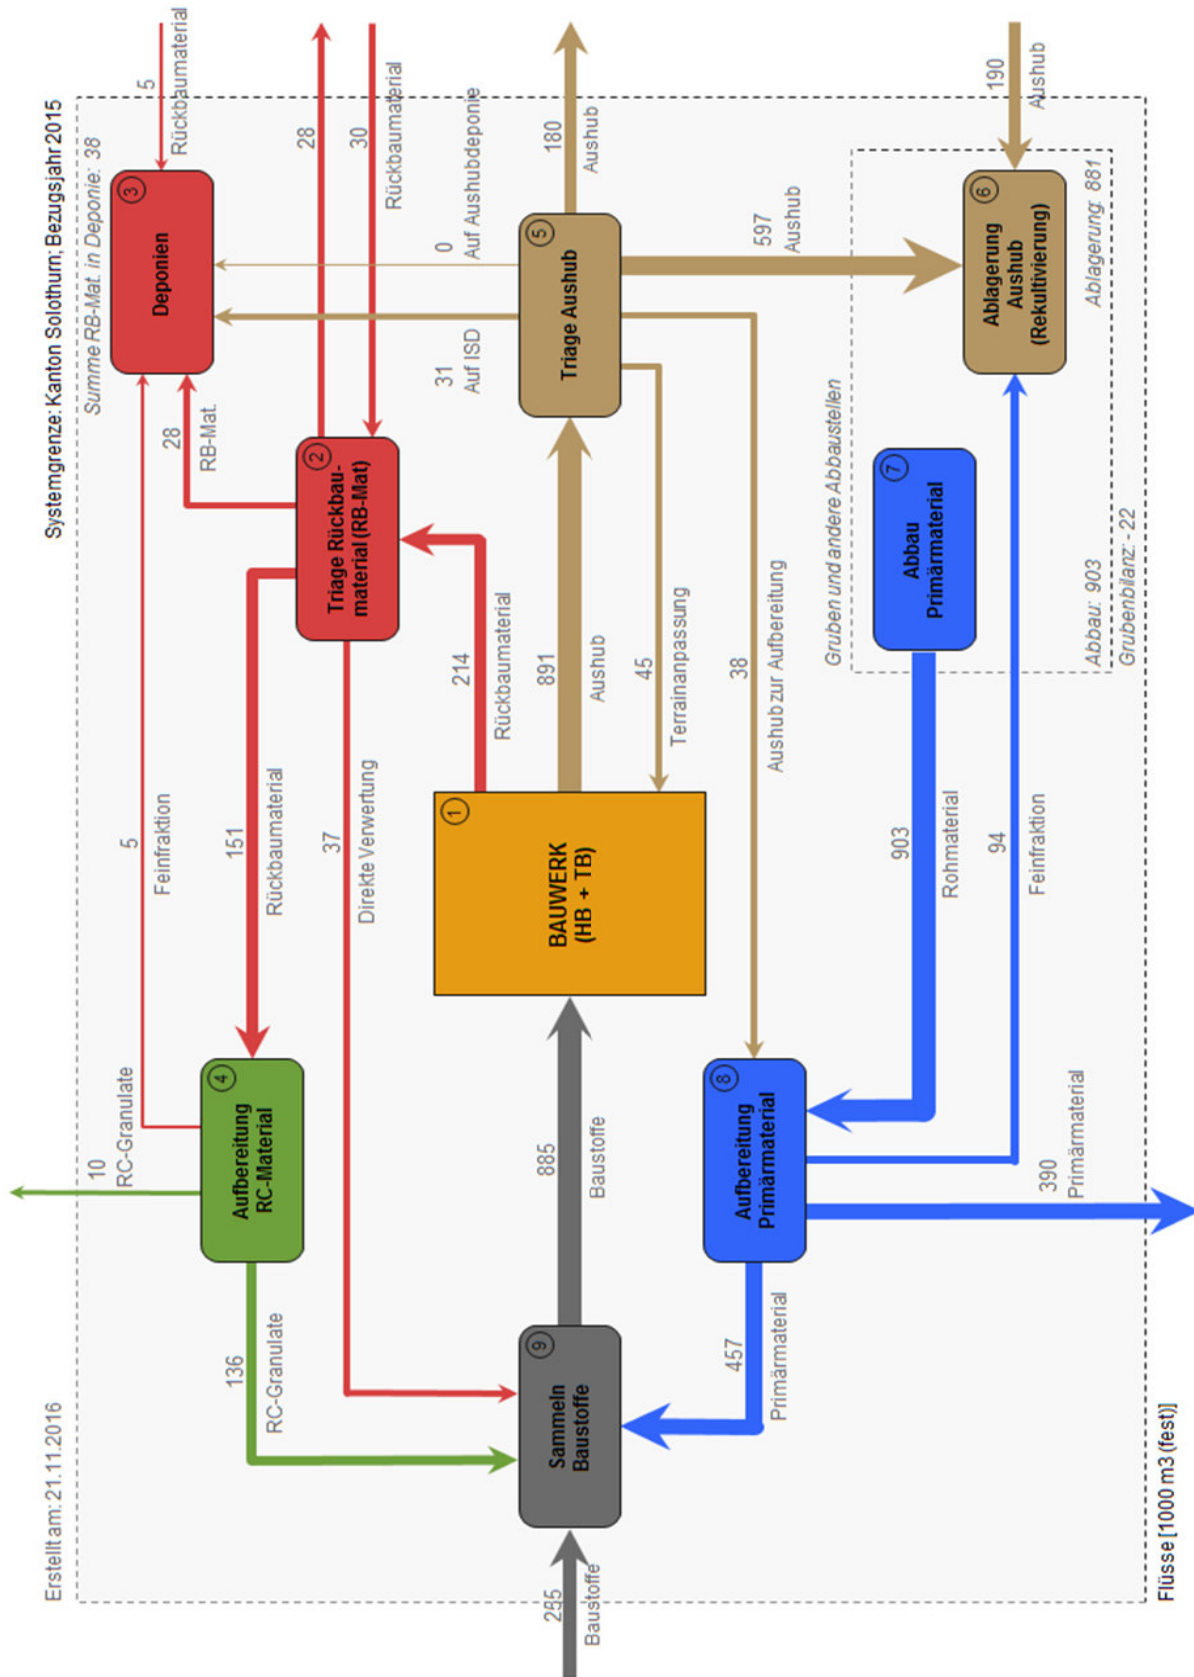 Erstellt am: 21.11.2016
Systemgrenze: Kanton Solothurn; Bezugsjahr 2015
Summe RB-Mat. in Deponie: 38
10
RC-Granulate
5
Feinfraktion
28
RB-Mat.
3
Deponien
5
Rückbaumaterial
136
RC-Granulate
4
Aufbereitung
RC-Material
151
Rückbaumaterial
37
Direkte Verwertung
2
Triage Rückbau-
material (RB-Mat)
28
30
Rückbaumaterial
214
Rückbaumaterial
31
Auf ISD
0
Auf Aushubdeponie
255
Baustoffe
9
Sammeln
Baustoffe
885
Baustoffe
1
BAUWERK
(HB + TB)
891
Aushub
5
Triage Aushub
180
Aushub
45
Terrainanpassung
38
Aushub zur Aufbereitung
597
Aushub
457
Primärmaterial
8
Aufbereitung
Primärmaterial
Gruben und andere Abbaustellen
903
Rohmaterial
7
Abbau
Primärmaterial
6
Ablagerung
Aushub
(Rekultivierung)
190
Aushub
94
Feinfraktion
390
Primärmaterial
Abbau: 903
Ablagerung: 881
Grubenbilanz: -22
Flüsse [1000 m3 (fest)]